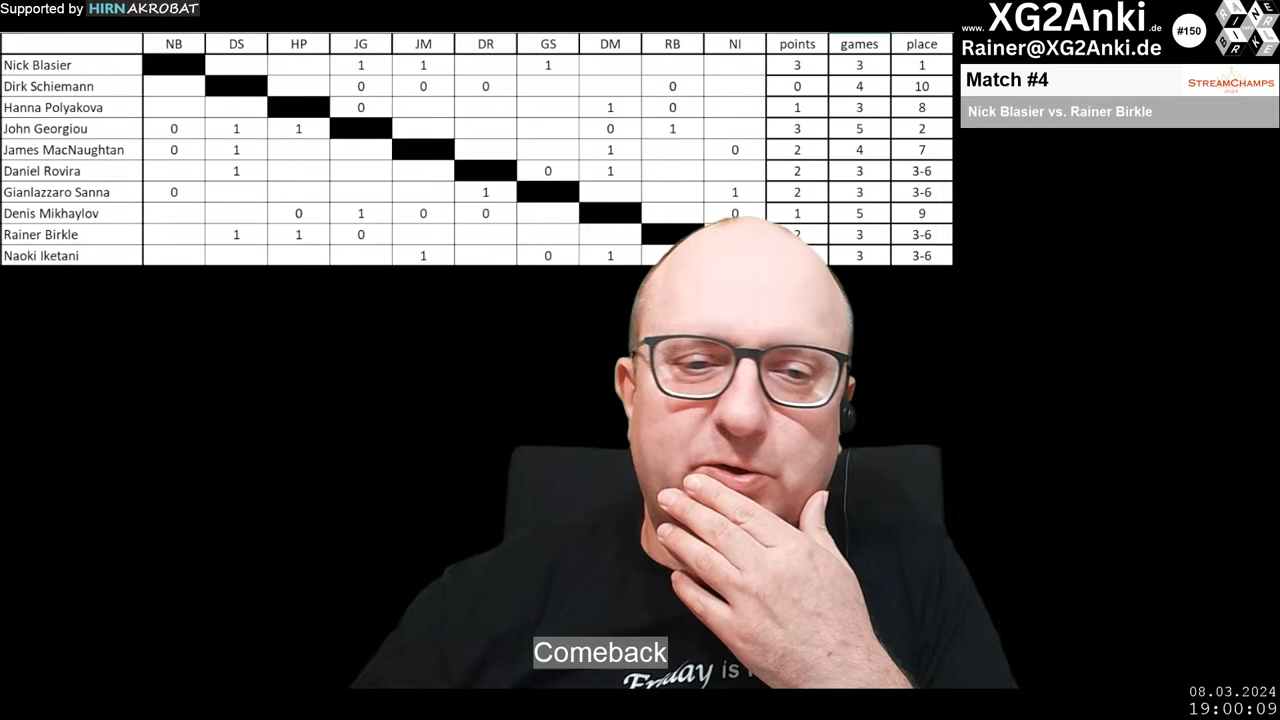 Supported by HIRNAKROBAT
www. XG2Anki .de #150
Rainer@XG2Anki.de
NB DS HP JG JM DR GS DM RB NI points games place
Nick Blasier 1 1 1 3 3 1
Dirk Schiemann 0 0 0 0 0 4 10
Hanna Polyakova 0 1 0 1 3 8
John Georgiou 0 1 1 0 1 3 5 2
James MacNaughtan 0 1 1 0 2 4 7
Daniel Rovira 1 0 1 2 3 3-6
Gianlazzaro Sanna 0 1 1 2 3 3-6
Denis Mikhaylov 0 1 0 0 0 1 5 9
Rainer Birkle 1 1 0 2 3 3-6
Naoki Iketani 1 0 1 3 3-6
Match #4
STREAMCHAMPS
Nick Blasier vs. Rainer Birkle
Comeback
Friday is
08.03.2024
19:00:09